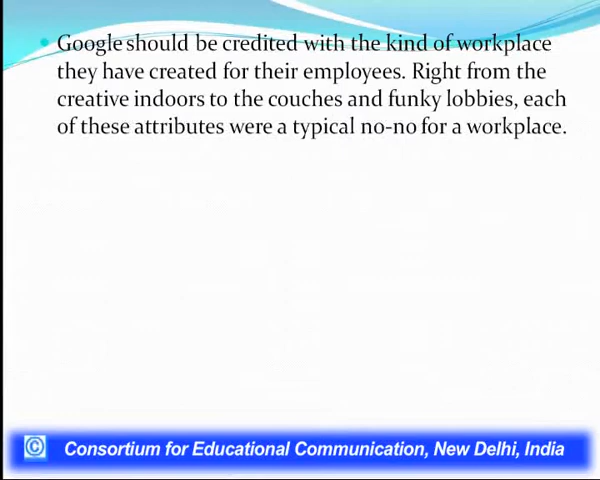 Google should be credited with the kind of workplace
they have created for their employees. Right from the
creative indoors to the couches and funky lobbies, each
of these attributes were a typical no-no for a workplace.
© Consortium for Educational Communication, New Delhi, India